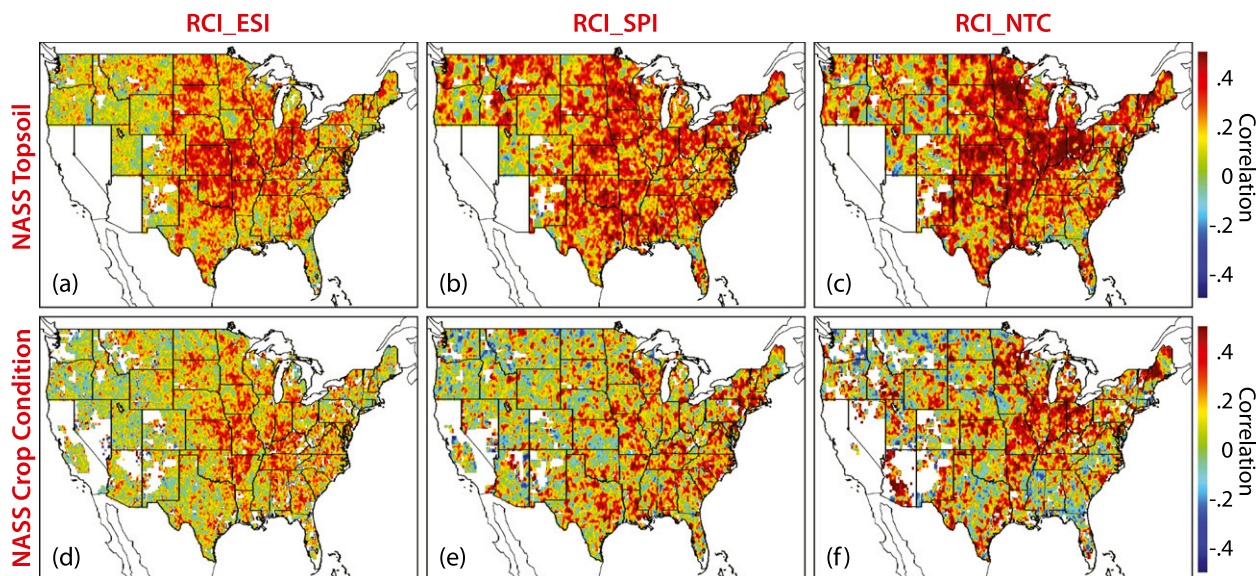 RCI_ESI
RCI_SPI
RCI_NTC
NASS Topsoil
(a)
(b)
(c)
.4
.2
0
-.2
-.4
Correlation
NASS Crop Condition
(d)
(e)
(f)
.4
.2
0
-.2
-.4
Correlation